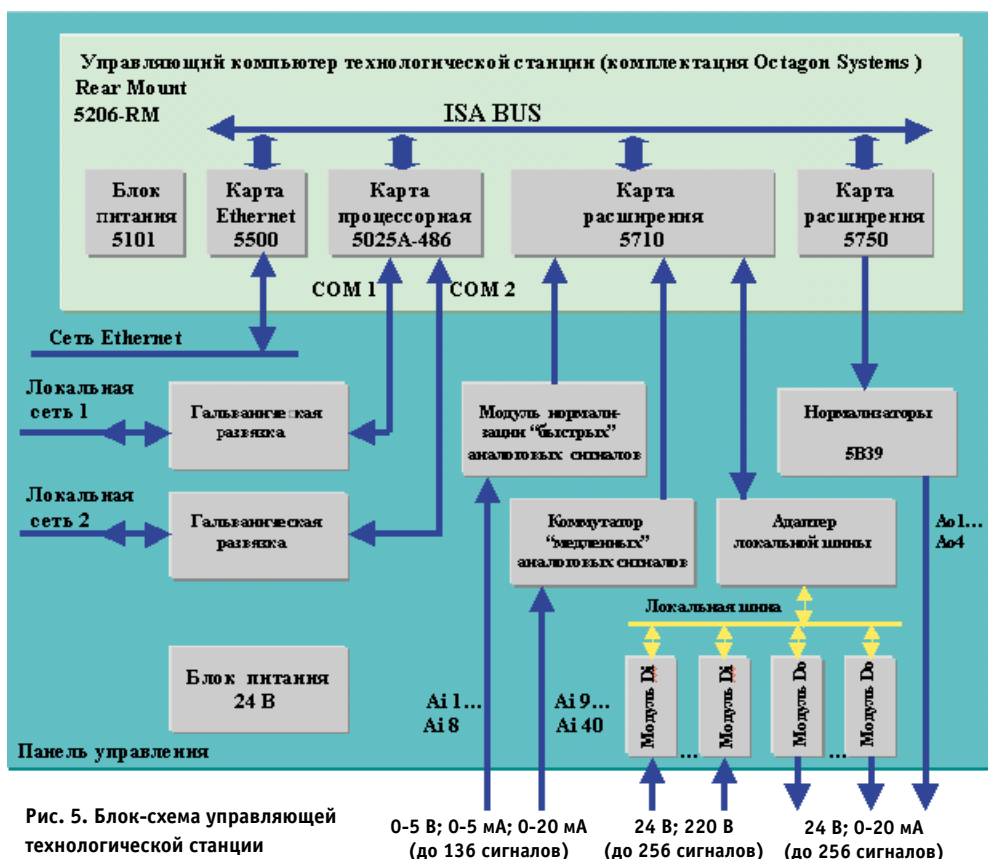 Управляющий компьютер технологической станции (комплектация Octagon Systems )
Rear Mount
5206-RM
ISA BUS
Блок
питания
5101
Карта
Ethernet
5500
Карта
процессорная
5025А-486
Карта
расширения
5710
Карта
расширения
5750
COM 1
COM 2
Сеть Ethernet
Локальная
сеть 1
Гальваническая
развязка
Модуль нормали-
зации “быстрых”
аналоговых сигналов
Нормализаторы
5B39
Локальная
сеть 2
Гальваническая
развязка
Коммутатор
“медленных”
аналоговых сигналов
Адаптер
локальной шины
Ao1...
Ao4
Локальная шина
Блок питания
24 В
Ai 1...
Ai 8
Ai 9...
Ai 40
Модуль Di
...
Модуль Di
Модуль Do
...
Модуль Do
Панель управления
Рис. 5. Блок-схема управляющей
технологической станции
0-5 В; 0-5 мА; 0-20 мА
(до 136 сигналов)
24 В; 220 В
(до 256 сигналов)
24 В; 0-20 мА
(до 256 сигналов)